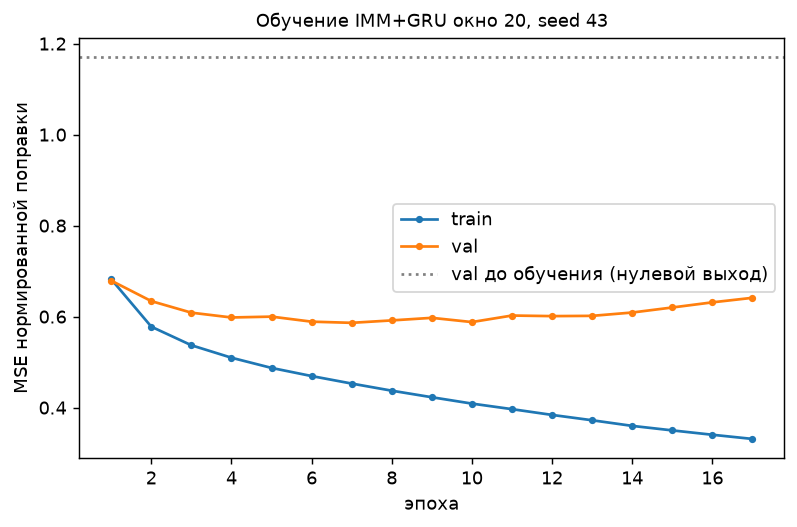 Обучение IMM+GRU окно 20, seed 43
MSE нормированной поправки
1.2
1.0
0.8
0.6
0.4
train
val
val до обучения (нулевой выход)
2 4 6 8 10 12 14 16
эпоха